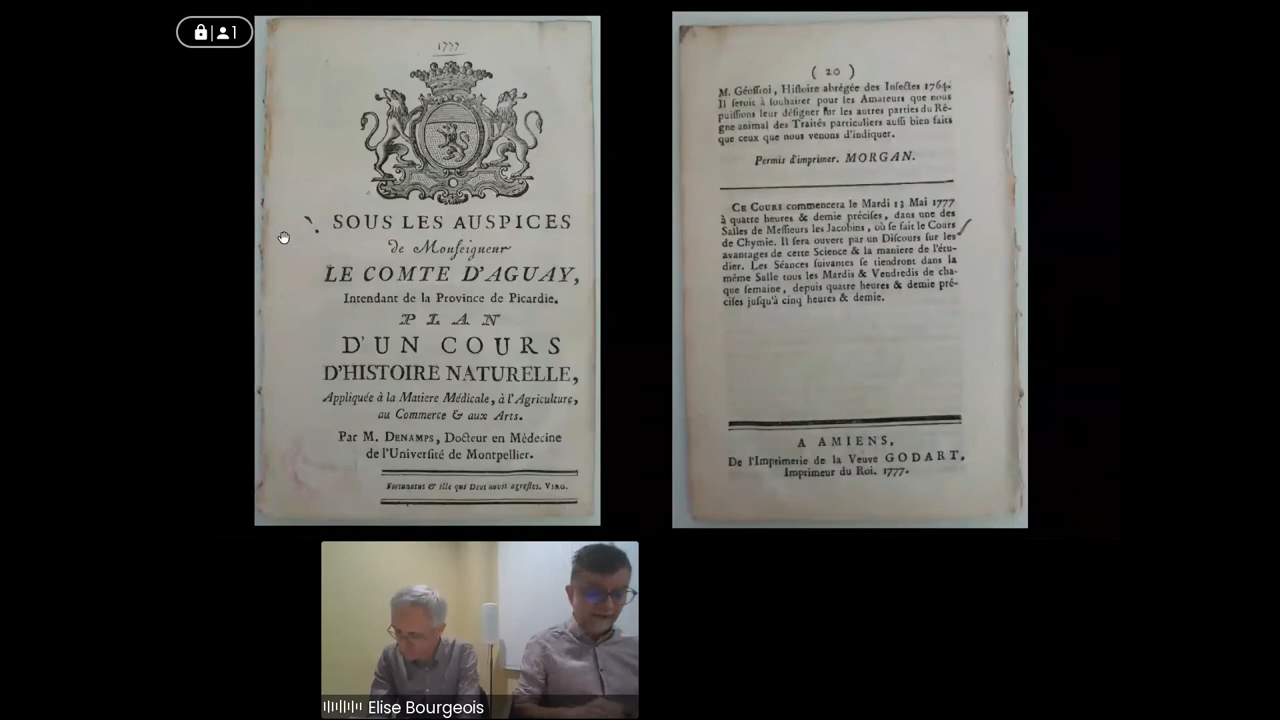 1
1777
SOUS LES AUSPICES
de Monſeigneur
LE COMTE D'AGUAY,
Intendant de la Province de Picardie.
PLAN
D'UN COURS
D'HISTOIRE NATURELLE,
Appliquée à la Matiere Médicale, à l'Agriculture,
au Commerce & aux Arts.
Par M. DENAMPS, Docteur en Médecine
de l'Univerſité de Montpellier.
Fortunatus & ille qui Deos novit agreſtes. VIRG.
( 20 )
M. Géoffroi, Hiſtoire abrégée des Inſectes 1764.
Il ſeroit à ſouhaiter pour les Amateurs que nous
puiſſions leur déſigner ſur les autres parties du Ré-
gne animal des Traités particuliers auſſi bien faits
que ceux que nous venons d'indiquer.
Permis d'imprimer. MORGAN.
CE COURS commencera le Mardi 13 Mai 1777
à quatre heures & demie préciſes, dans une des
Salles de Meſſieurs les Jacobins, où ſe fait le Cours
de Chymie. Il ſera ouvert par un Diſcours ſur les
avantages de cette Science & la maniere de l'étu-
dier. Les Séances ſuivantes ſe tiendront dans la
même Salle tous les Mardis & Vendredis de cha-
que ſemaine, depuis quatre heures & demie pré-
ciſes juſqu'à cinq heures & demie.
A AMIENS,
De l'Imprimerie de la Veuve GODART,
Imprimeur du Roi. 1777.
Elise Bourgeois